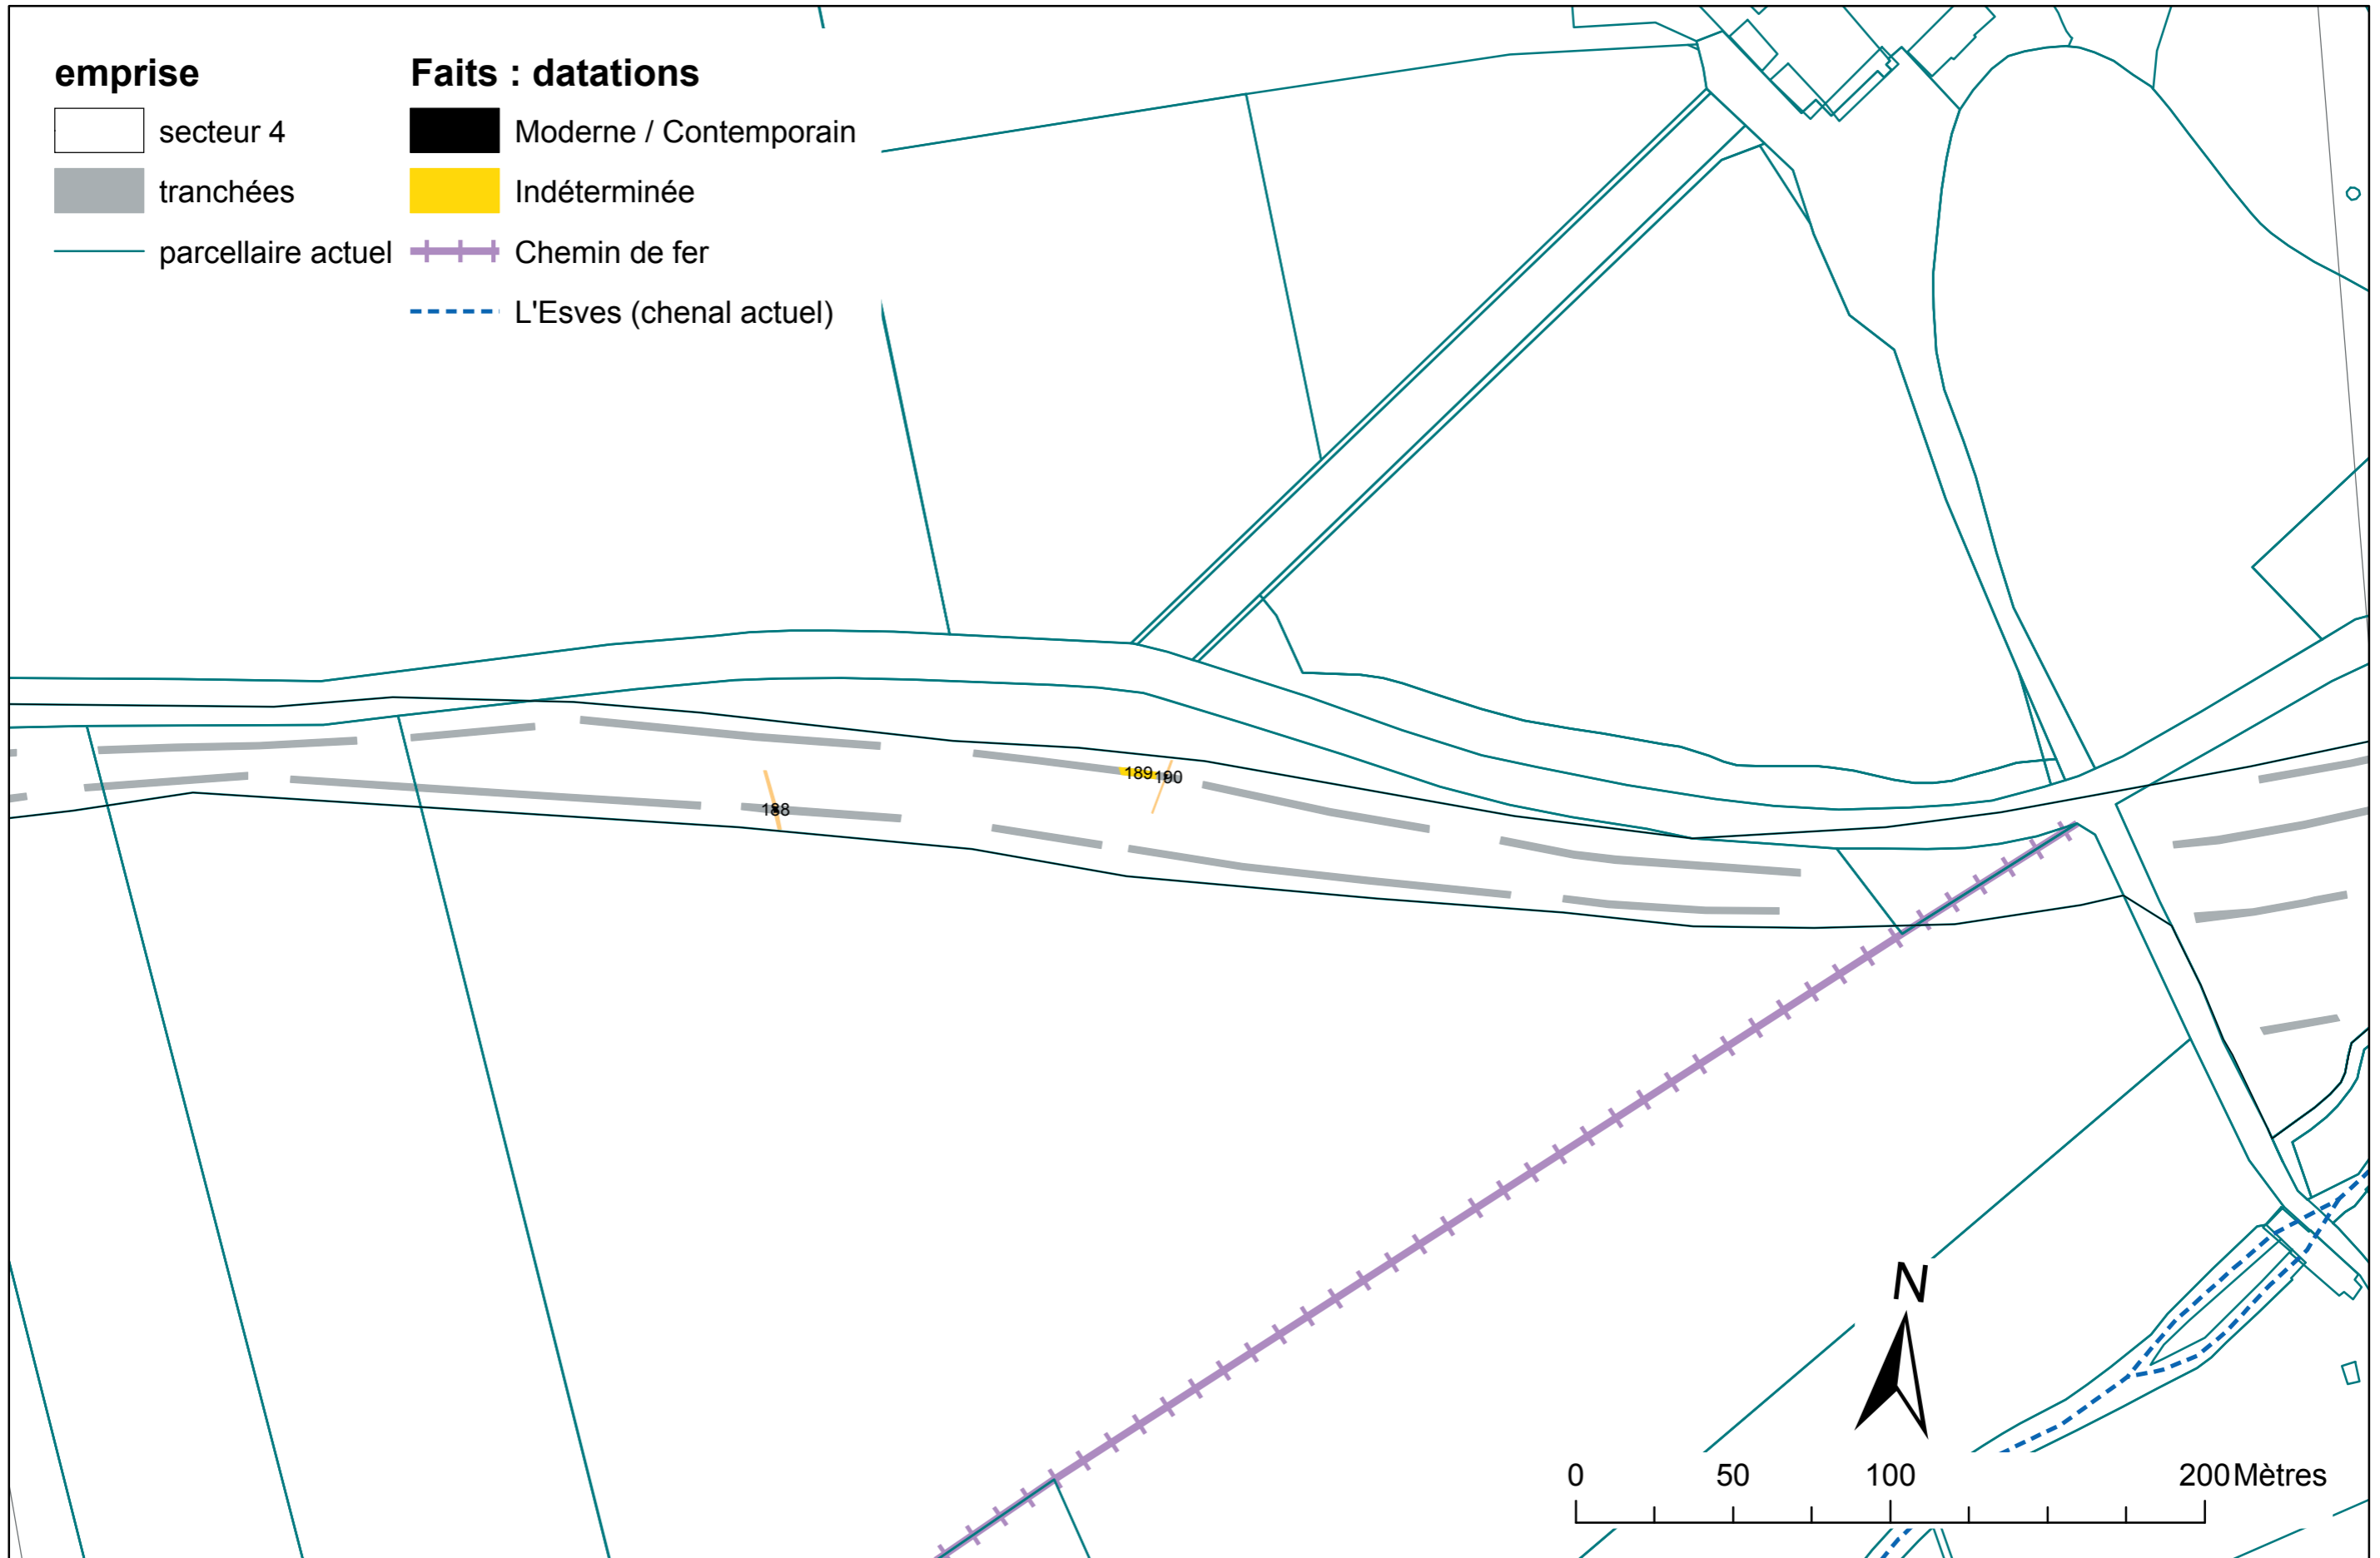 emprise
secteur 4
tranchées
parcellaire actuel
Faits : datations
Moderne / Contemporain
Indéterminée
Chemin de fer
L'Esves (chenal actuel)
189 190
188
N
0 50 100 200 Mètres